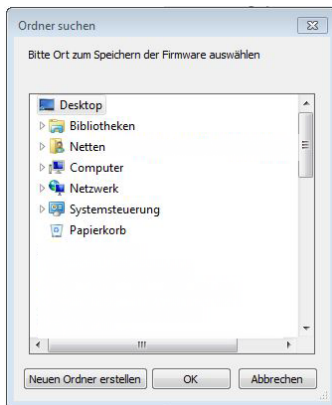 Ordner suchen
Bitte Ort zum Speichern der Firmware auswählen
Desktop
Bibliotheken
Netten
Computer
Netzwerk
Systemsteuerung
Papierkorb
Neuen Ordner erstellen OK Abbrechen